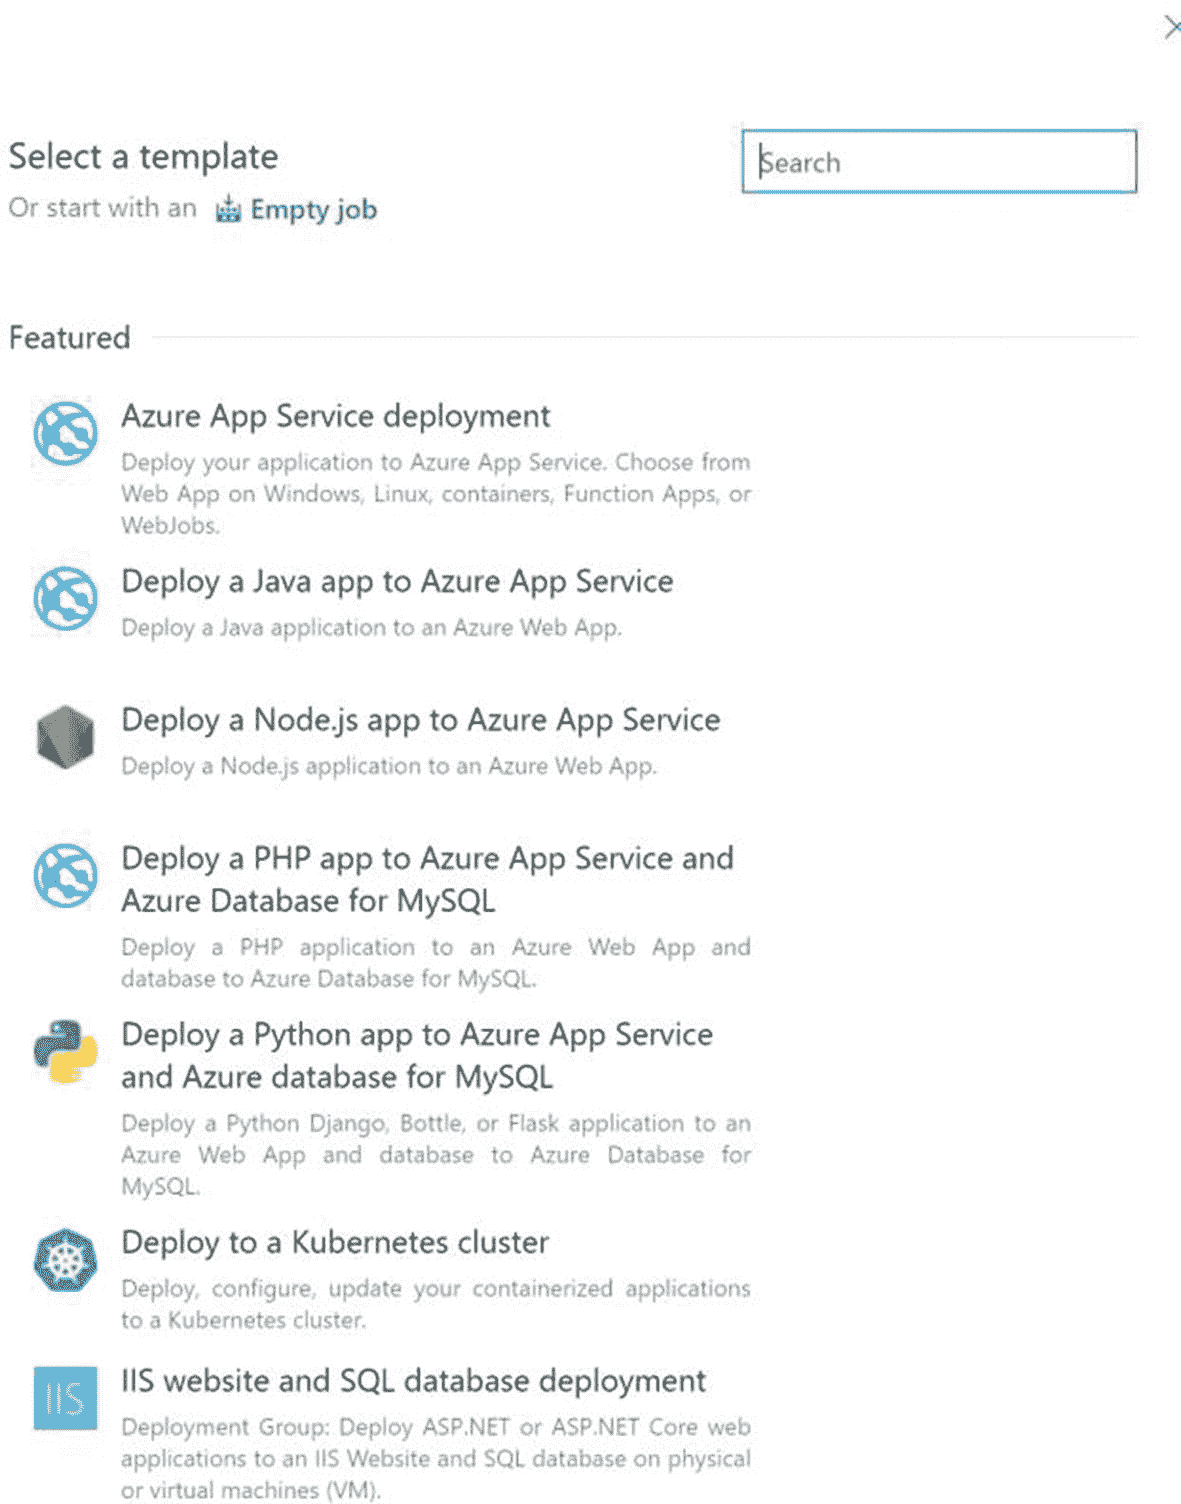 Select a template
Search
Or start with an Empty job
Featured
Azure App Service deployment
Deploy your application to Azure App Service. Choose from
Web App on Windows, Linux, containers, Function Apps, or
WebJobs.
Deploy a Java app to Azure App Service
Deploy a Java application to an Azure Web App.
Deploy a Node.js app to Azure App Service
Deploy a Node.js application to an Azure Web App.
Deploy a PHP app to Azure App Service and
Azure Database for MySQL
Deploy a PHP application to an Azure Web App and
database to Azure Database for MySQL.
Deploy a Python app to Azure App Service
and Azure database for MySQL
Deploy a Python Django, Bottle, or Flask application to an
Azure Web App and database to Azure Database for
MySQL.
Deploy to a Kubernetes cluster
Deploy, configure, update your containerized applications
to a Kubernetes cluster.
IIS
IIS website and SQL database deployment
Deployment Group: Deploy ASP.NET or ASP.NET Core web
applications to an IIS Website and SQL database on physical
or virtual machines (VM).